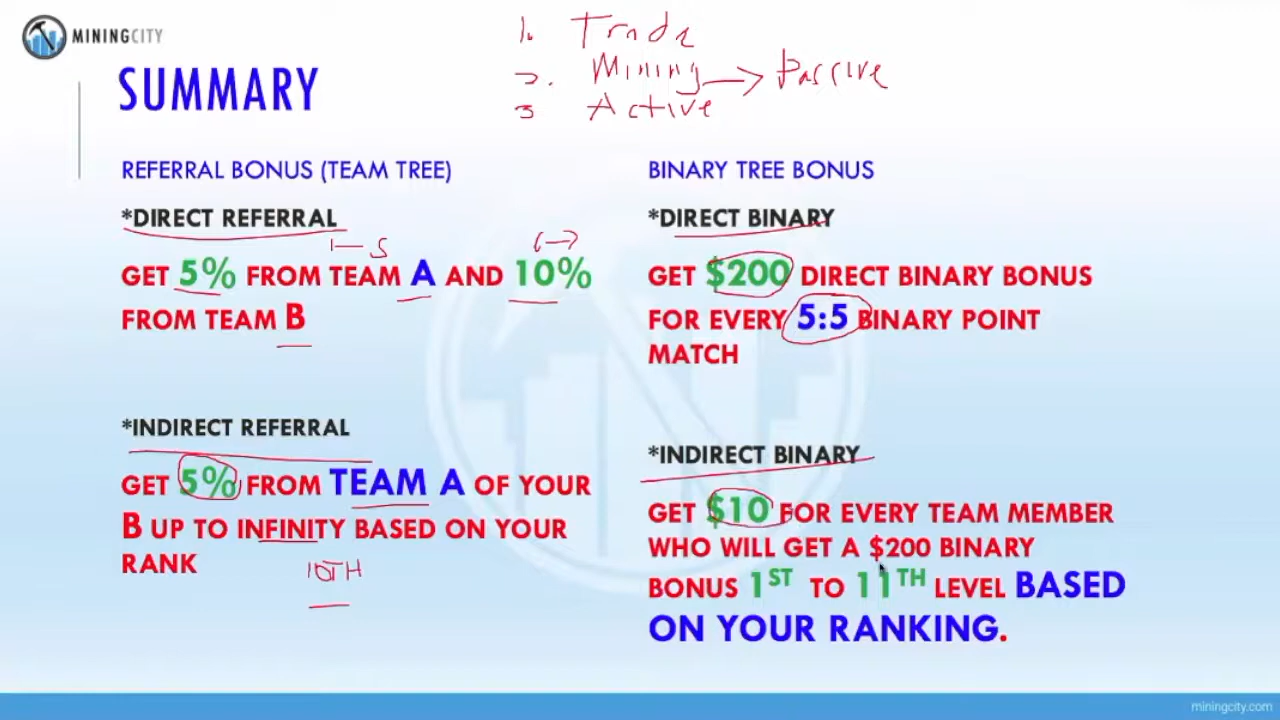 MININGCITY
1. Trade
2. Mining → Passive
3 Active
SUMMARY
REFERRAL BONUS (TEAM TREE)
*DIRECT REFERRAL
1—5
GET 5% FROM TEAM A AND 10%
FROM TEAM B
*INDIRECT REFERRAL
GET 5% FROM TEAM A OF YOUR
B UP TO INFINITY BASED ON YOUR
RANK
10TH
BINARY TREE BONUS
*DIRECT BINARY
GET $200 DIRECT BINARY BONUS
FOR EVERY 5:5 BINARY POINT
MATCH
*INDIRECT BINARY
GET $10 FOR EVERY TEAM MEMBER
WHO WILL GET A $200 BINARY
BONUS 1ST TO 11TH LEVEL BASED
ON YOUR RANKING.
miningcity.com